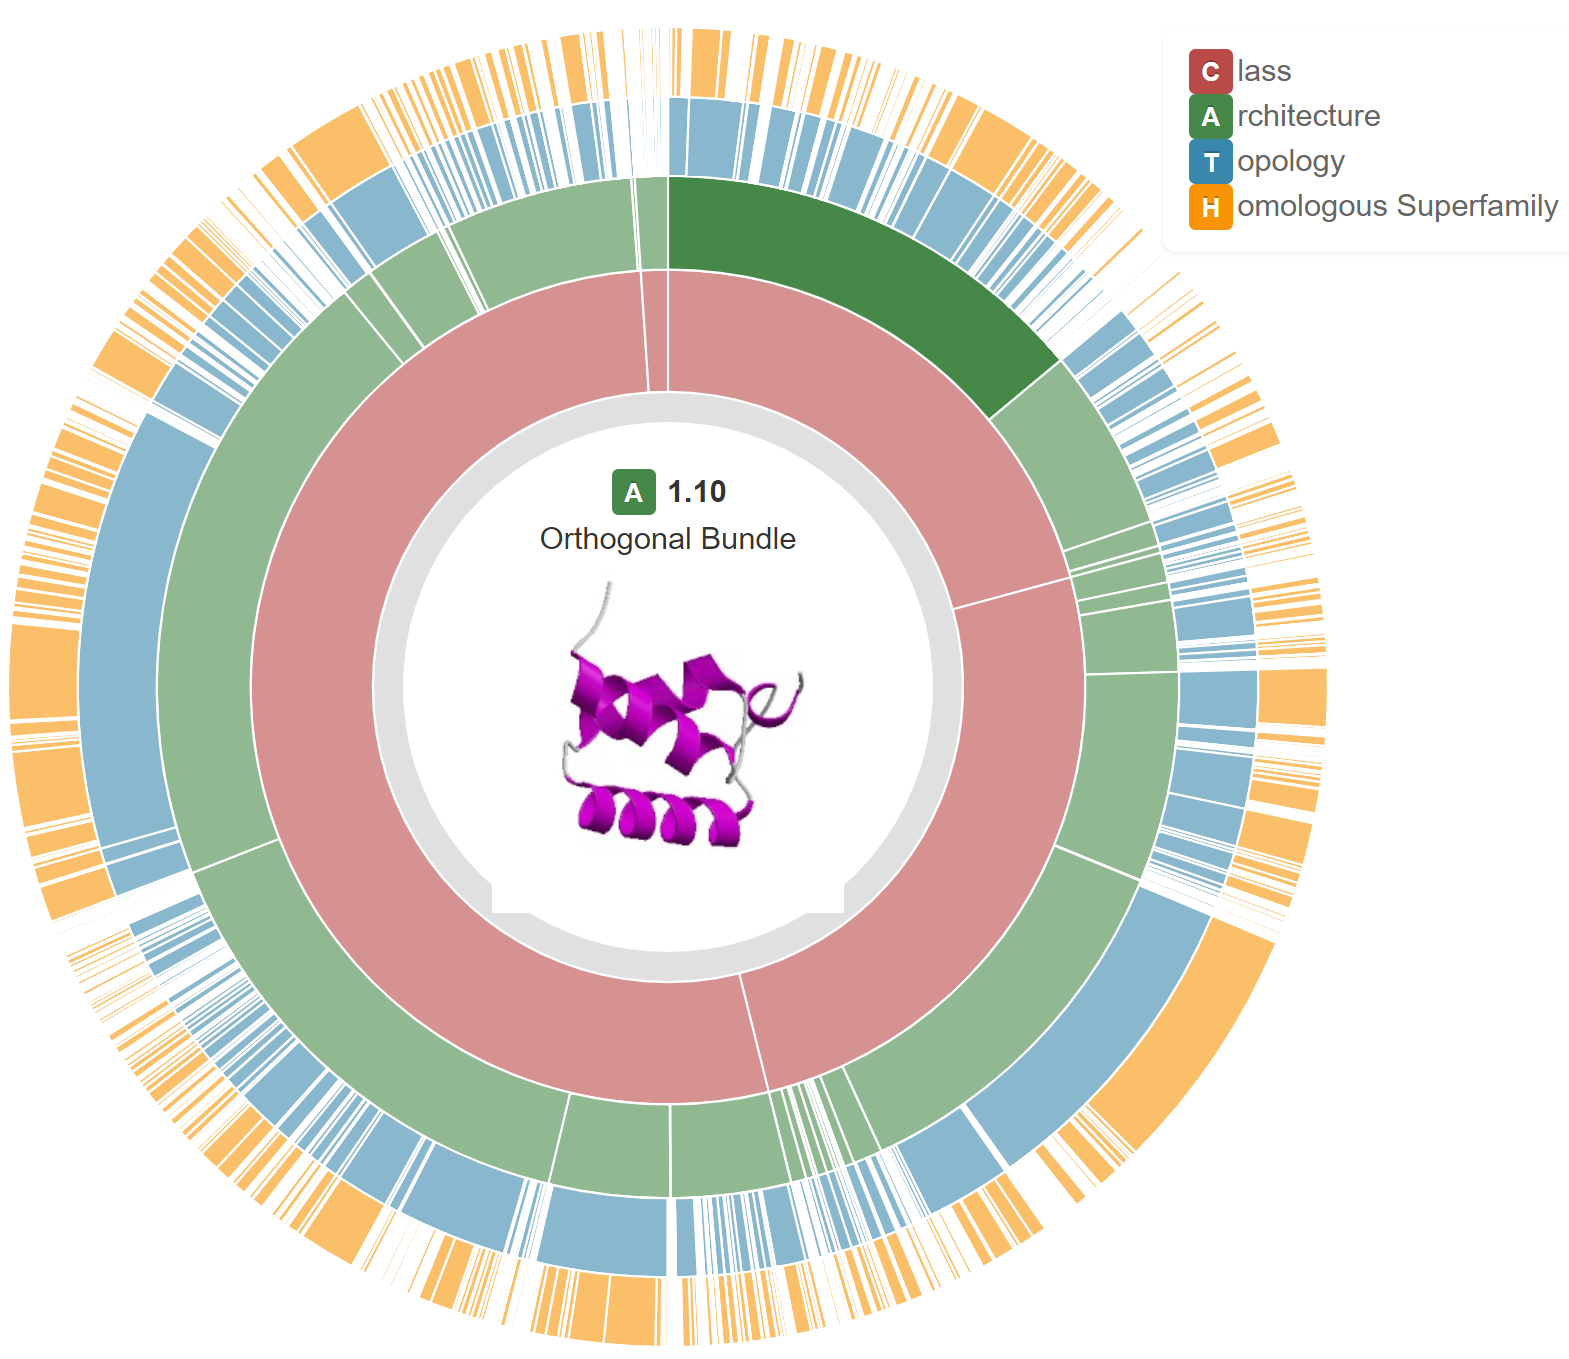 C lass
A rchitecture
T opology
H omologous Superfamily
A 1.10
Orthogonal Bundle